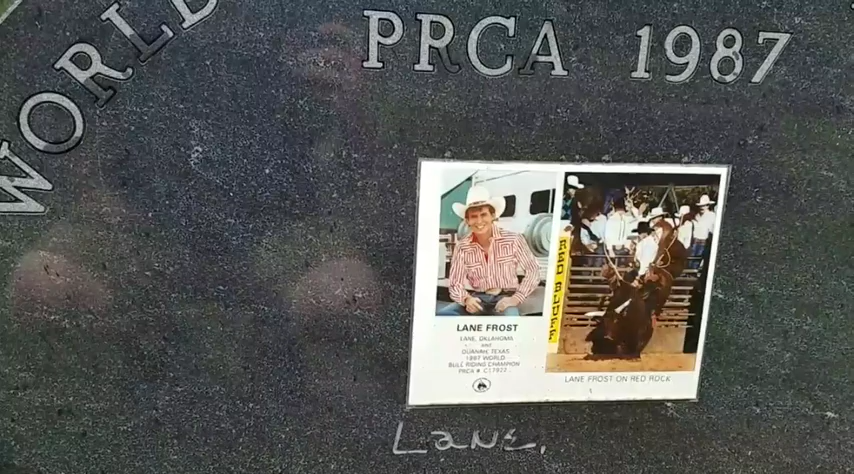 WORLD
PRCA 1987
RED BLUFF
LANE FROST
LANE, OKLAHOMA
AND
QUANAH, TEXAS
1987 WORLD
BULL RIDING CHAMPION
PRCA # C17922
LANE FROST ON RED ROCK
Lane,